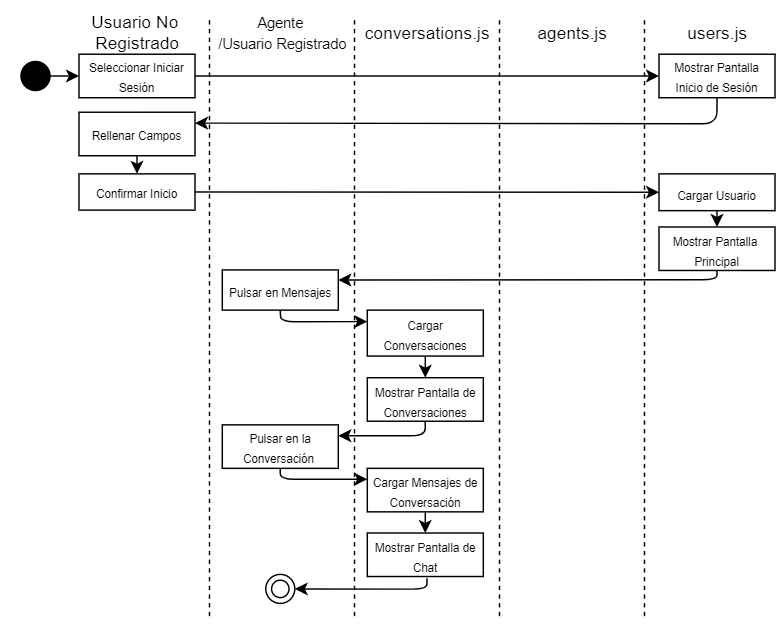 Usuario No
Registrado
Agente
/Usuario Registrado
conversations.js
agents.js
users.js
Seleccionar Iniciar
Sesión
Mostrar Pantalla
Inicio de Sesión
Rellenar Campos
Confirmar Inicio
Cargar Usuario
Mostrar Pantalla
Principal
Pulsar en Mensajes
Cargar
Conversaciones
Mostrar Pantalla de
Conversaciones
Pulsar en la
Conversación
Cargar Mensajes de
Conversación
Mostrar Pantalla de
Chat